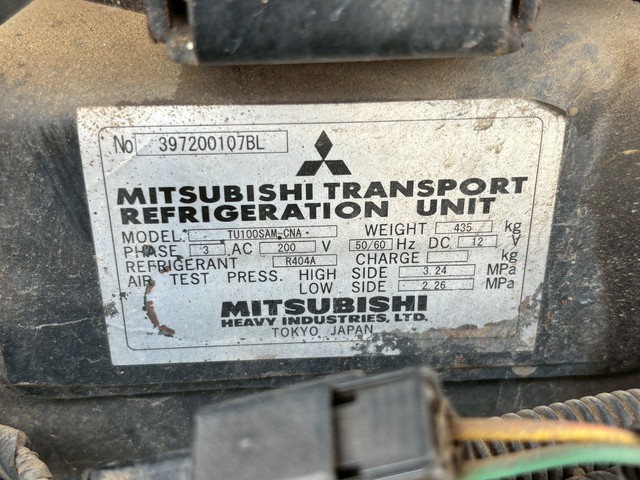 No 397200107BL
MITSUBISHI TRANSPORT
REFRIGERATION UNIT
MODEL TU100SAM-CNA WEIGHT 435 kg
PHASE 3 AC 200 V 50/60 Hz DC 12 V
REFRIGERANT R404A CHARGE kg
AIR TEST PRESS. HIGH SIDE 3.24 MPa
LOW SIDE 2.26 MPa
MITSUBISHI
HEAVY INDUSTRIES, LTD.
TOKYO JAPAN